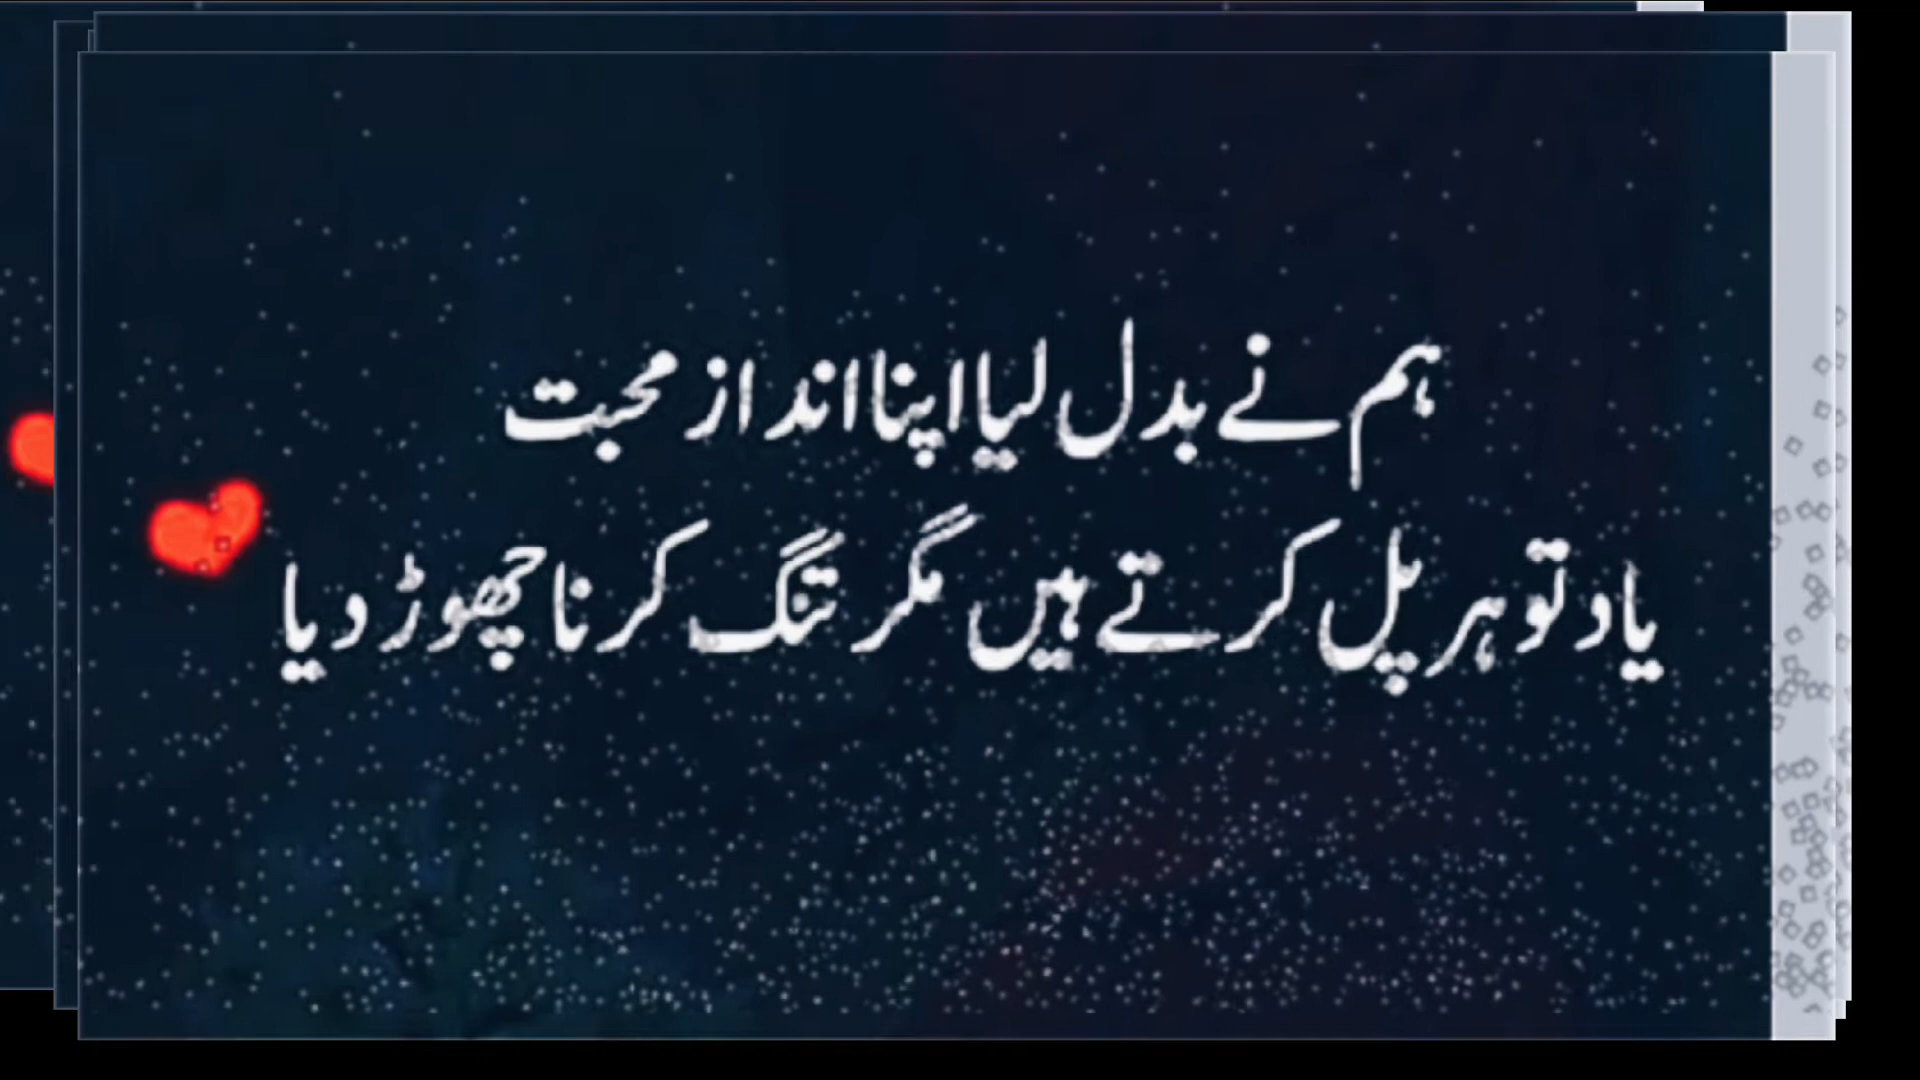 ہم نے بدل لیا اپنا انداز محبت
یاد تو ہر پل کرتے ہیں مگر تنگ کرنا چھوڑ دیا